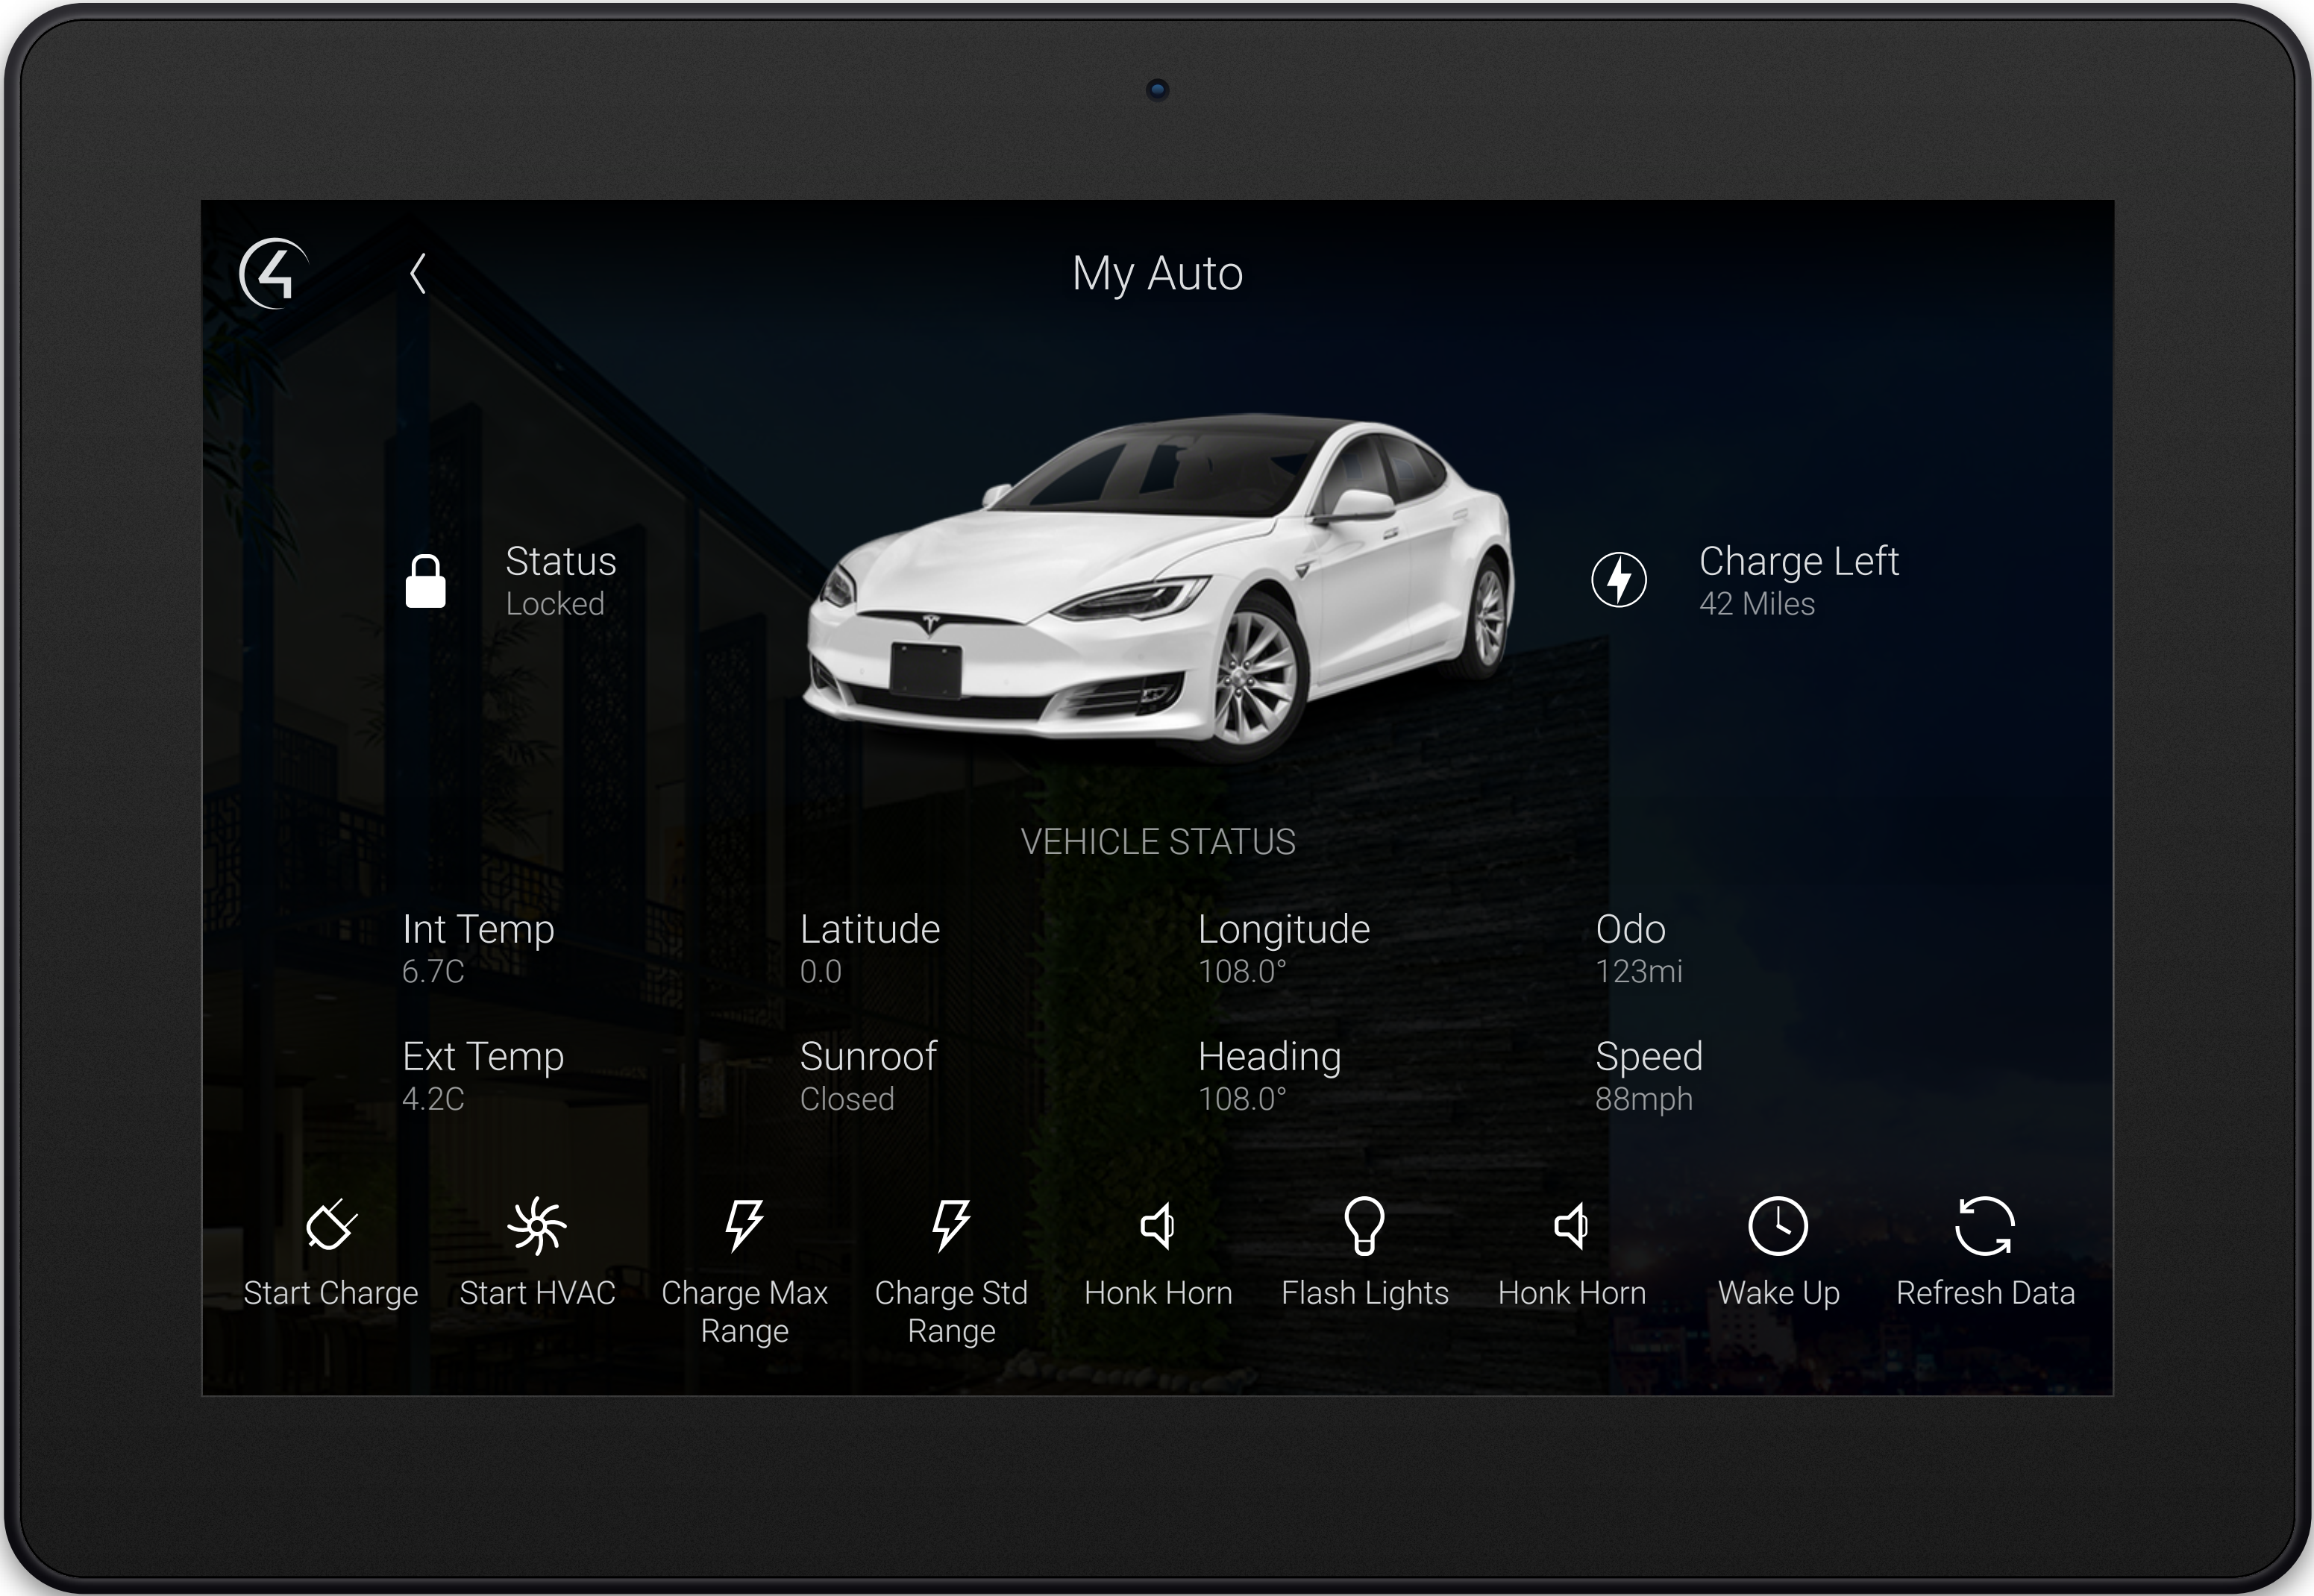 4
My Auto
Status
Locked
Charge Left
42 Miles
VEHICLE STATUS
Int Temp
6.7C
Latitude
0.0
Longitude
108.0°
Odo
123mi
Ext Temp
4.2C
Sunroof
Closed
Heading
108.0°
Speed
88mph
Start Charge
Start HVAC
Charge Max
Range
Charge Std
Range
Honk Horn
Flash Lights
Honk Horn
Wake Up
Refresh Data